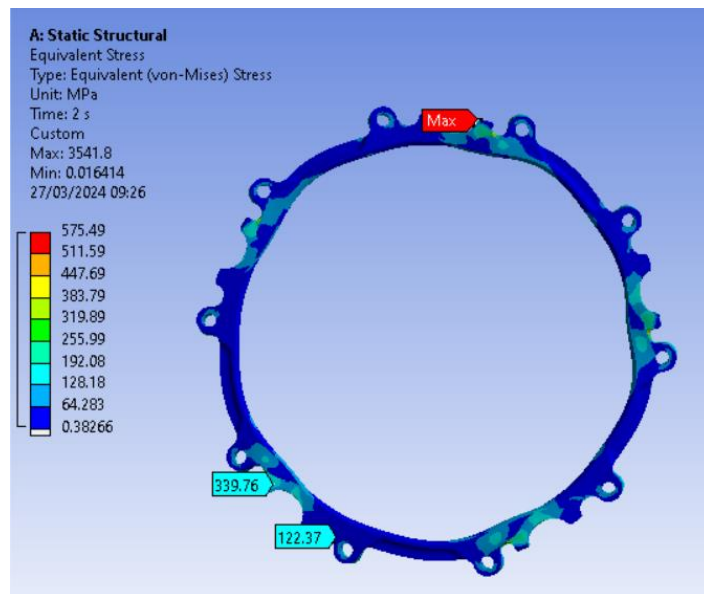 A: Static Structural
Equivalent Stress
Type: Equivalent (von-Mises) Stress
Unit: MPa
Time: 2 s
Custom
Max: 3541.8
Min: 0.016414
27/03/2024 09:26
Max
575.49
511.59
447.69
383.79
319.89
255.99
192.08
128.18
64.283
0.38266
339.76
122.37